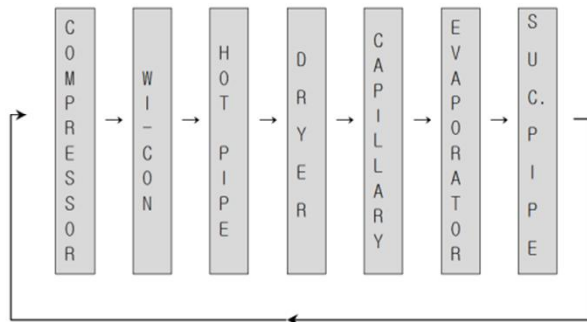 COMPRESSOR
WI-CON
HOT PIPE
DRYER
CAPILLARY
EVAPORATOR
SUC.PIPE